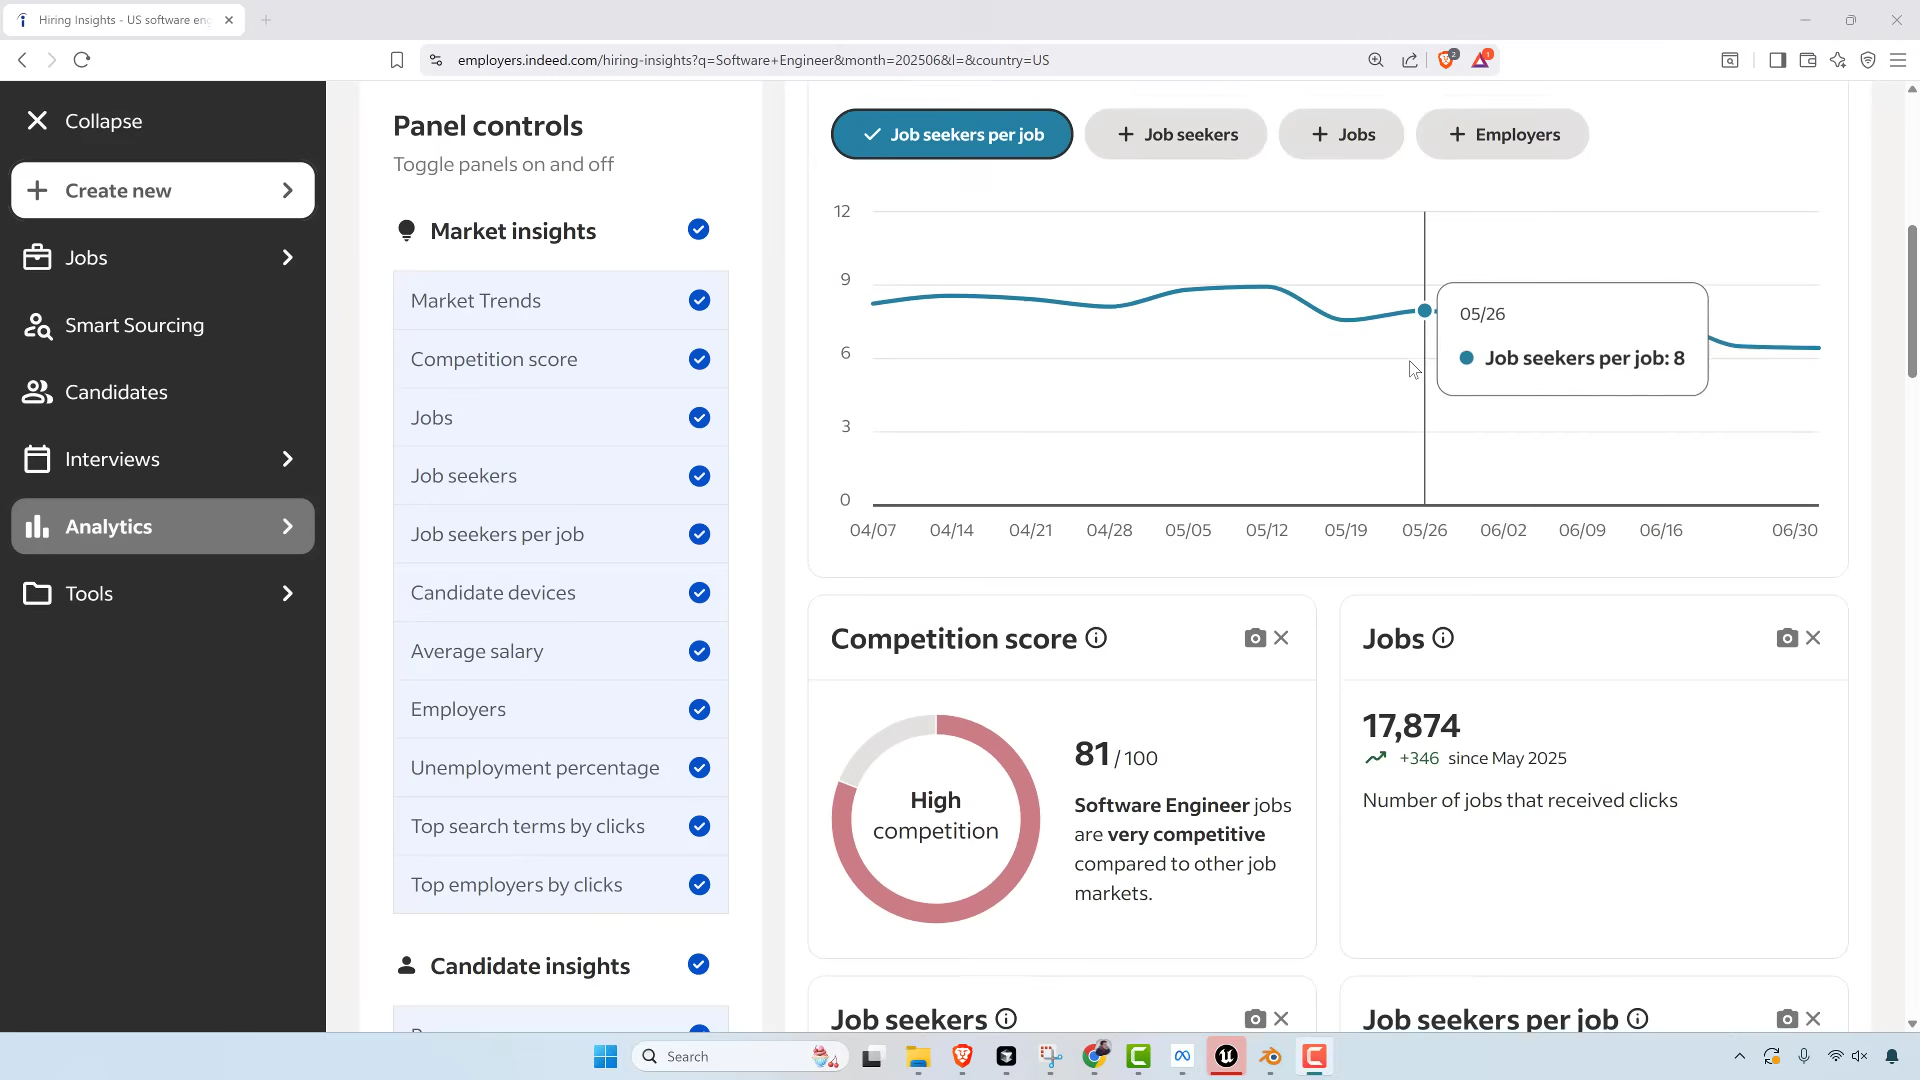 Hiring Insights - US software eng
employers.indeed.com/hiring-insights?q=Software+Engineer&month=202506&l=&country=US
2
1
Collapse
Create new
Jobs
Smart Sourcing
Candidates
Interviews
Analytics
Tools
Panel controls
Toggle panels on and off
Market insights
Market Trends
Competition score
Jobs
Job seekers
Job seekers per job
Candidate devices
Average salary
Employers
Unemployment percentage
Top search terms by clicks
Top employers by clicks
Candidate insights
Job seekers per job
Job seekers
Jobs
Employers
12
9
6
3
0
05/26
Job seekers per job: 8
04/07 04/14 04/21 04/28 05/05 05/12 05/19 05/26 06/02 06/09 06/16 06/30
Competition score
High
competition
81 / 100
Software Engineer jobs
are very competitive
compared to other job
markets.
Jobs
17,874
+346 since May 2025
Number of jobs that received clicks
Job seekers
Job seekers per job
Search